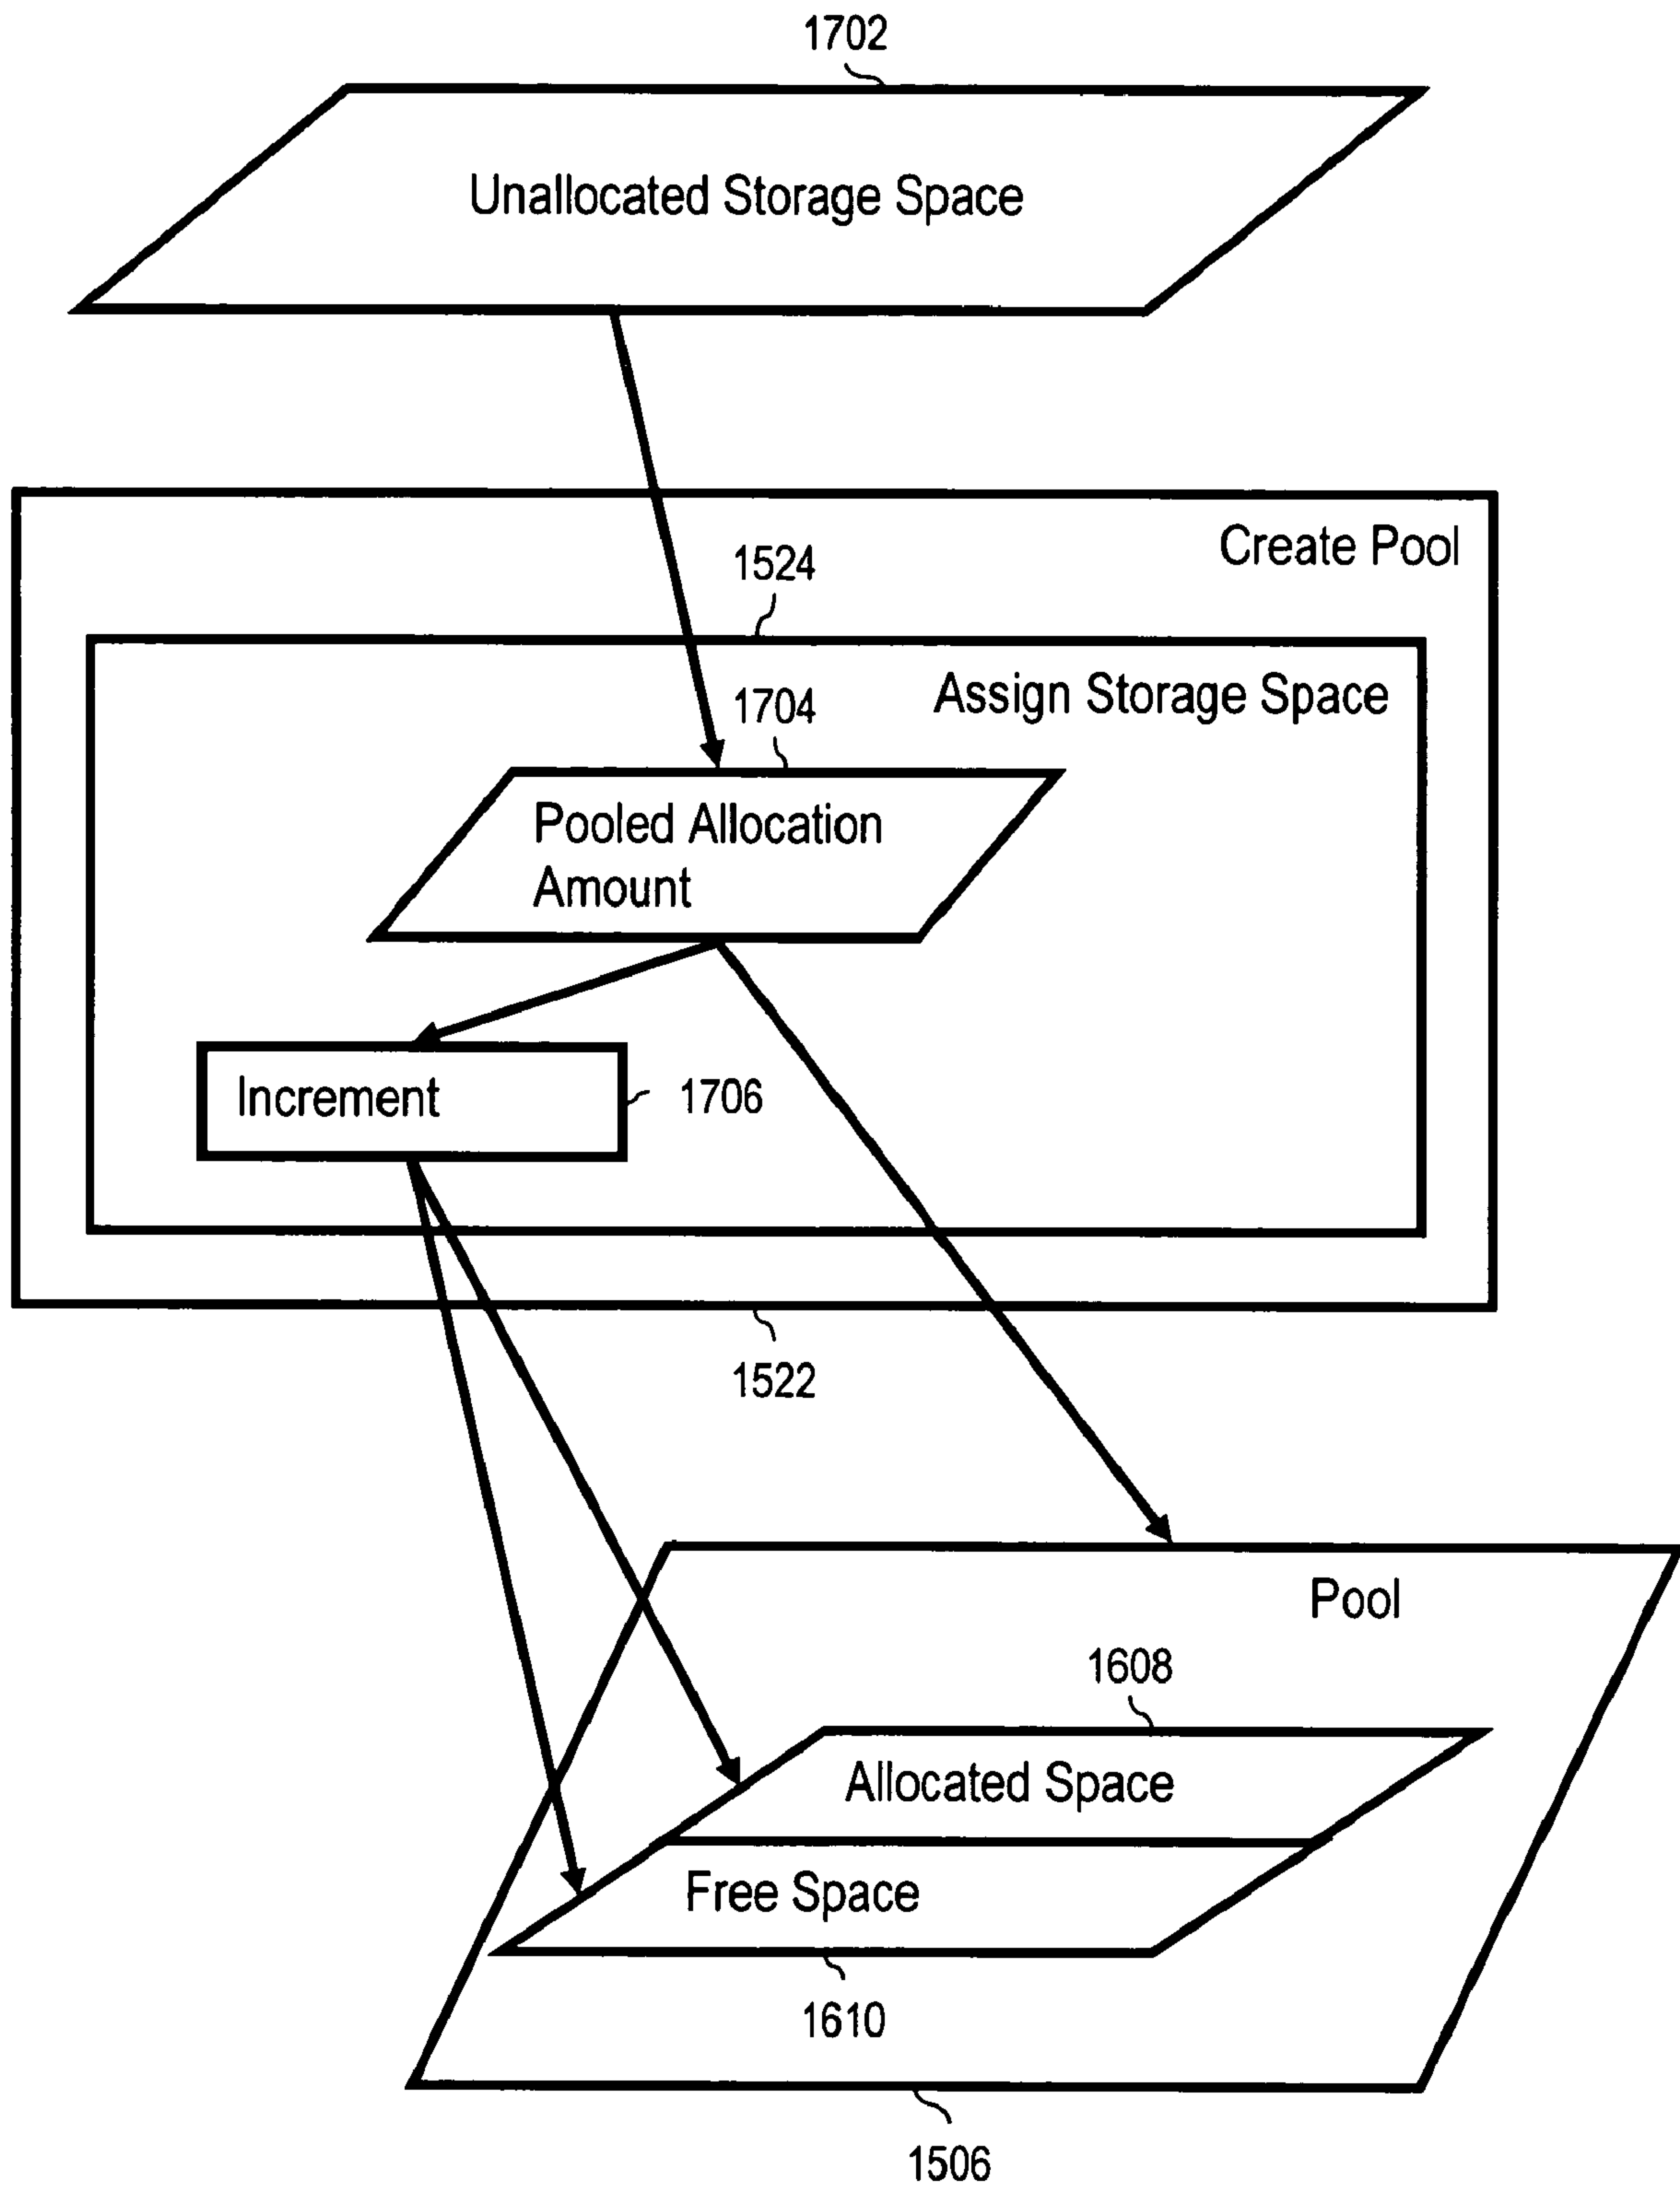 1702
Unallocated Storage Space
Create Pool
1524
Assign Storage Space
1704
Pooled Allocation
Amount
Increment
1706
1522
Pool
1608
Allocated Space
Free Space
1610
1506